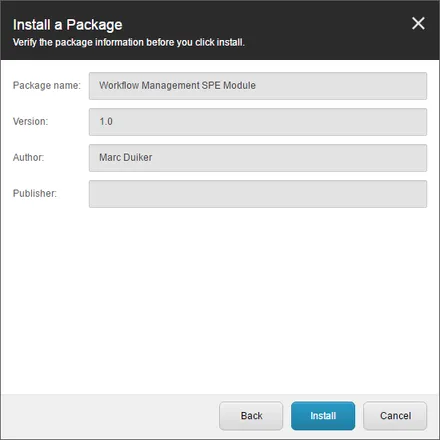 Install a Package
Verify the package information before you click install.
Package name: Workflow Management SPE Module
Version: 1.0
Author: Marc Duiker
Publisher:
Back Install Cancel